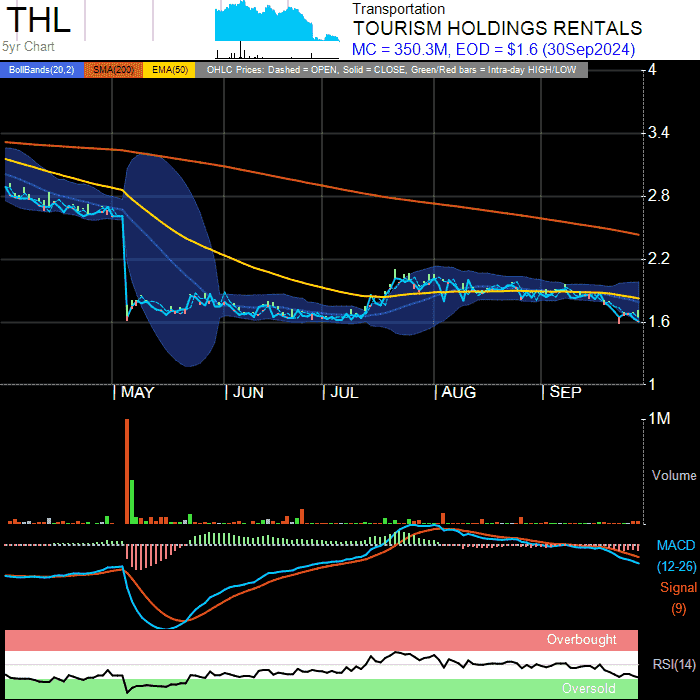 THL
5yr Chart
Transportation
TOURISM HOLDINGS RENTALS
MC = 350.3M, EOD = $1.6 (30Sep2024)
BollBands(20,2) SMA(200) EMA(50) OHLC Prices: Dashed = OPEN, Solid = CLOSE, Green/Red bars = Intra-day HIGH/LOW
4
3.4
2.8
2.2
1.6
1
MAY JUN JUL AUG SEP
1M
Volume
MACD
(12-26)
Signal
(9)
Overbought
RSI(14)
Oversold